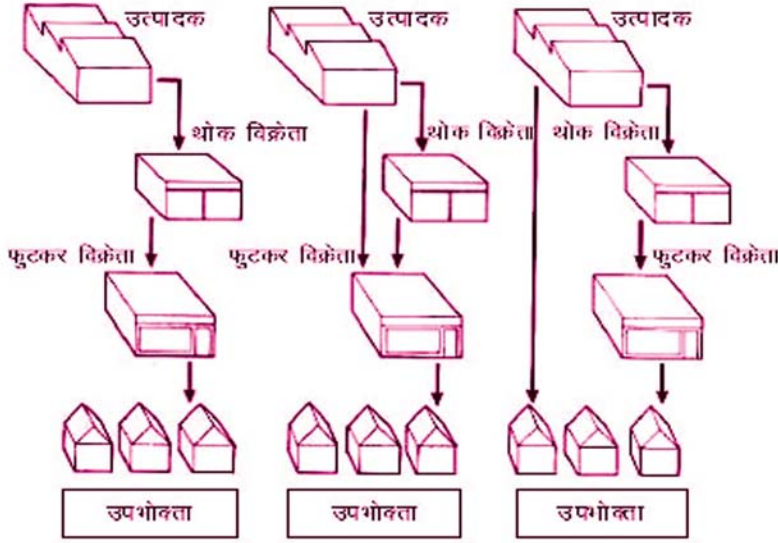 उत्पादक
उत्पादक
उत्पादक
थोक विक्रेता
थोक विक्रेता
थोक विक्रेता
फुटकर विक्रेता
फुटकर विक्रेता
फुटकर विक्रेता
उपभोक्ता
उपभोक्ता
उपभोक्ता